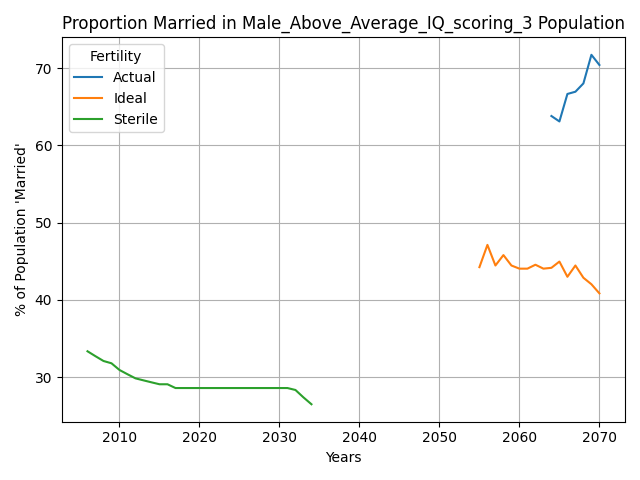 Proportion Married in Male_Above_Average_IQ_scoring_3 Population
Fertility
Actual
Ideal
Sterile
% of Population 'Married'
70
60
50
40
30
2010 2020 2030 2040 2050 2060 2070
Years